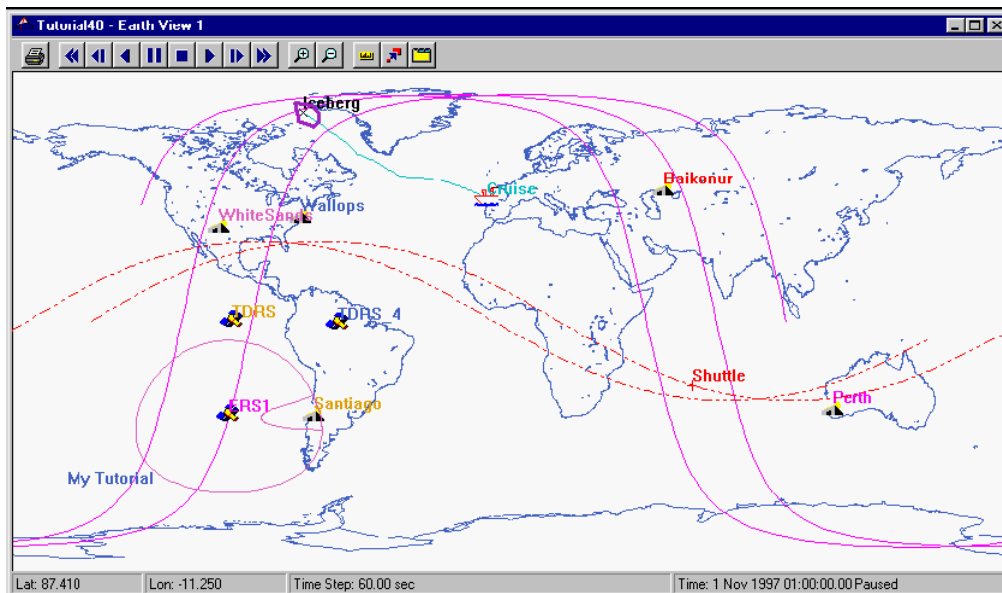 Tutorial40 - Earth View 1
Iceberg
Cruise
Baikonur
WhiteSands
Wallops
TDRS
TDRS_4
Shuttle
ERS1
Santiago
Perth
My Tutorial
Lat: 87.410
Lon: -11.250
Time Step: 60.00 sec
Time: 1 Nov 1997 01:00:00.00 Paused